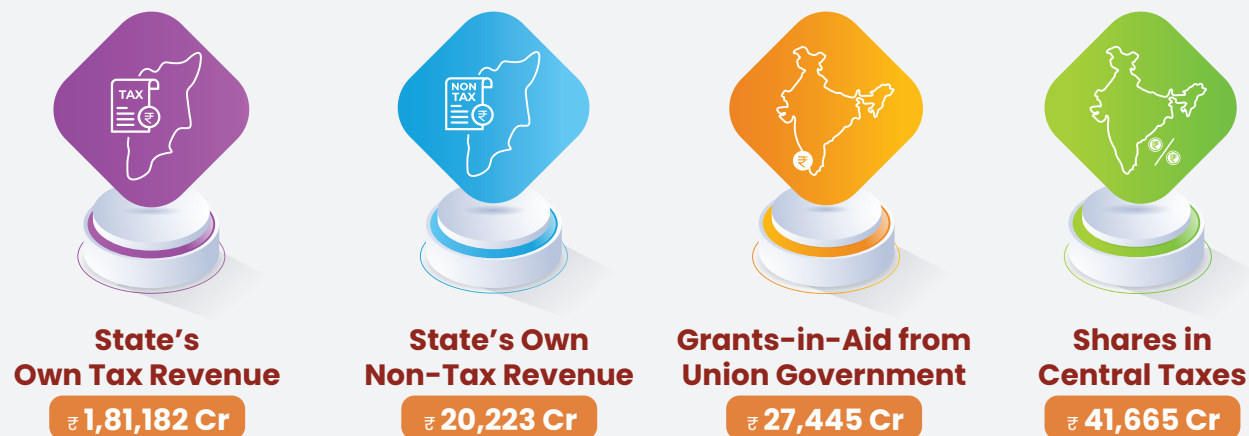 TAX
₹
NON
TAX
₹
₹
₹
₹
State's
Own Tax Revenue
₹ 1,81,182 Cr
State's Own
Non-Tax Revenue
₹ 20,223 Cr
Grants-in-Aid from
Union Government
₹ 27,445 Cr
Shares in
Central Taxes
₹ 41,665 Cr